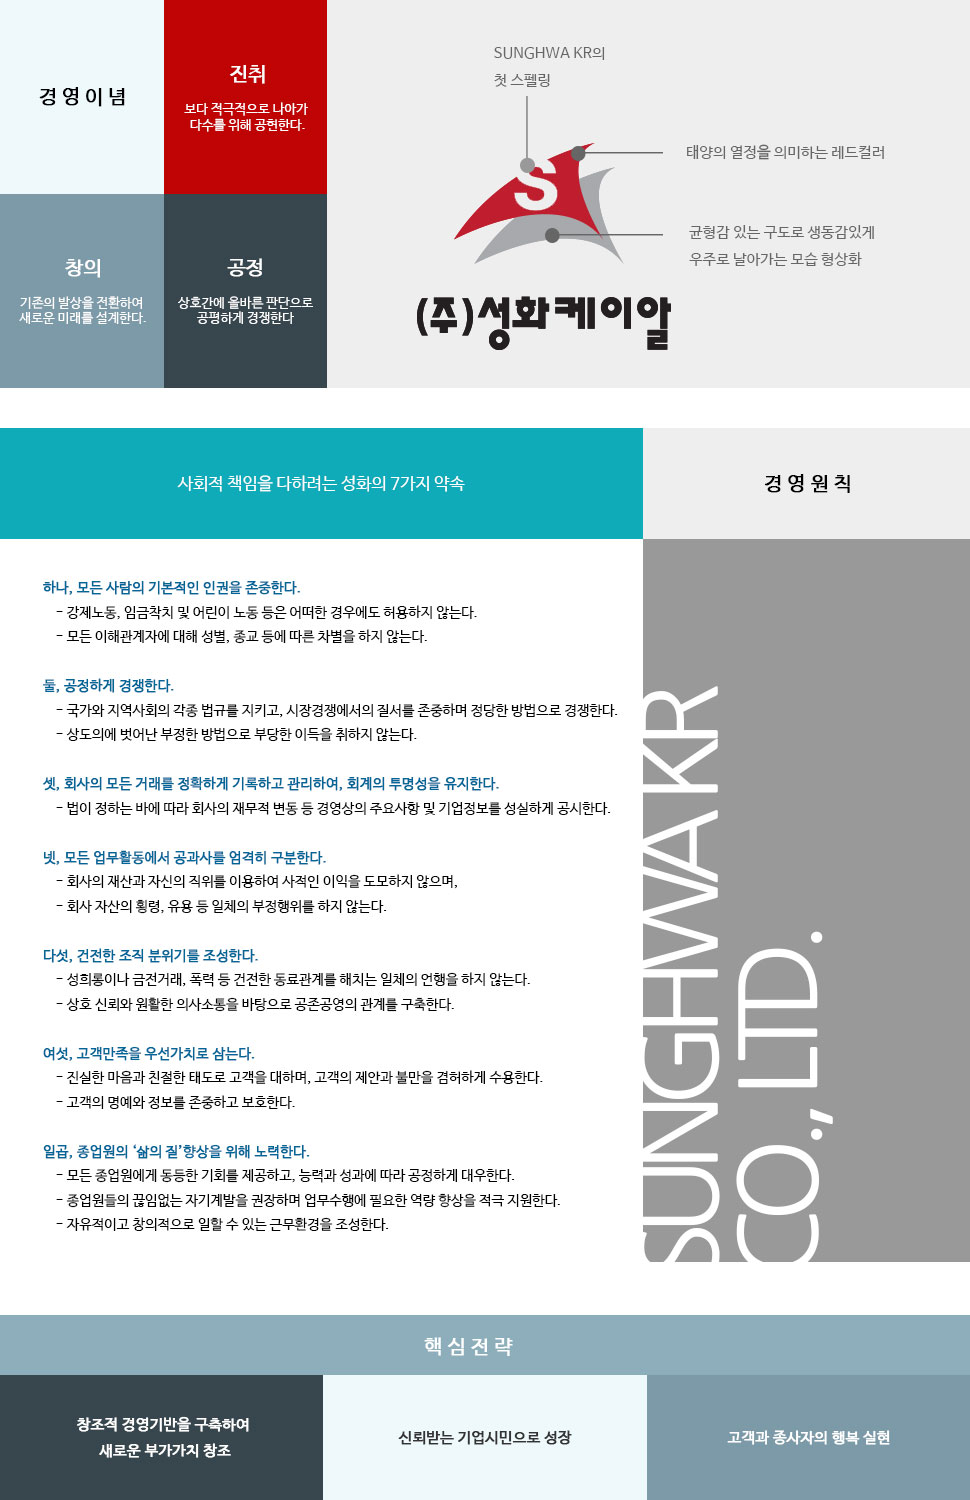 경영이념
진취
보다 적극적으로 나아가
다수를 위해 공헌한다.
창의
기존의 발상을 전환하여
새로운 미래를 설계한다.
공정
상호간에 올바른 판단으로
공평하게 경쟁한다
SUNGHWA KR의
첫 스펠링
S
태양의 열정을 의미하는 레드컬러
균형감 있는 구도로 생동감있게
우주로 날아가는 모습 형상화
(주)성화케이알
사회적 책임을 다하려는 성화의 7가지 약속
경영원칙
하나, 모든 사람의 기본적인 인권을 존중한다.
- 강제노동, 임금착치 및 어린이 노동 등은 어떠한 경우에도 허용하지 않는다.
- 모든 이해관계자에 대해 성별, 종교 등에 따른 차별을 하지 않는다.
둘, 공정하게 경쟁한다.
- 국가와 지역사회의 각종 법규를 지키고, 시장경쟁에서의 질서를 존중하며 정당한 방법으로 경쟁한다.
- 상도의에 벗어난 부정한 방법으로 부당한 이득을 취하지 않는다.
셋, 회사의 모든 거래를 정확하게 기록하고 관리하여, 회계의 투명성을 유지한다.
- 법이 정하는 바에 따라 회사의 재무적 변동 등 경영상의 주요사항 및 기업정보를 성실하게 공시한다.
넷, 모든 업무활동에서 공과사를 엄격히 구분한다.
- 회사의 재산과 자신의 직위를 이용하여 사적인 이익을 도모하지 않으며,
- 회사 자산의 횡령, 유용 등 일체의 부정행위를 하지 않는다.
다섯, 건전한 조직 분위기를 조성한다.
- 성희롱이나 금전거래, 폭력 등 건전한 동료관계를 해치는 일체의 언행을 하지 않는다.
- 상호 신뢰와 원활한 의사소통을 바탕으로 공존공영의 관계를 구축한다.
여섯, 고객만족을 우선가치로 삼는다.
- 진실한 마음과 친절한 태도로 고객을 대하며, 고객의 제안과 불만을 겸허하게 수용한다.
- 고객의 명예와 정보를 존중하고 보호한다.
일곱, 종업원의 ‘삶의 질’향상을 위해 노력한다.
- 모든 종업원에게 동등한 기회를 제공하고, 능력과 성과에 따라 공정하게 대우한다.
- 종업원들의 끊임없는 자기계발을 권장하며 업무수행에 필요한 역량 향상을 적극 지원한다.
- 자유적이고 창의적으로 일할 수 있는 근무환경을 조성한다.
SUNGHWA KR
CO., LTD.
핵심전략
창조적 경영기반을 구축하여
새로운 부가가치 창조
신뢰받는 기업시민으로 성장
고객과 종사자의 행복 실현